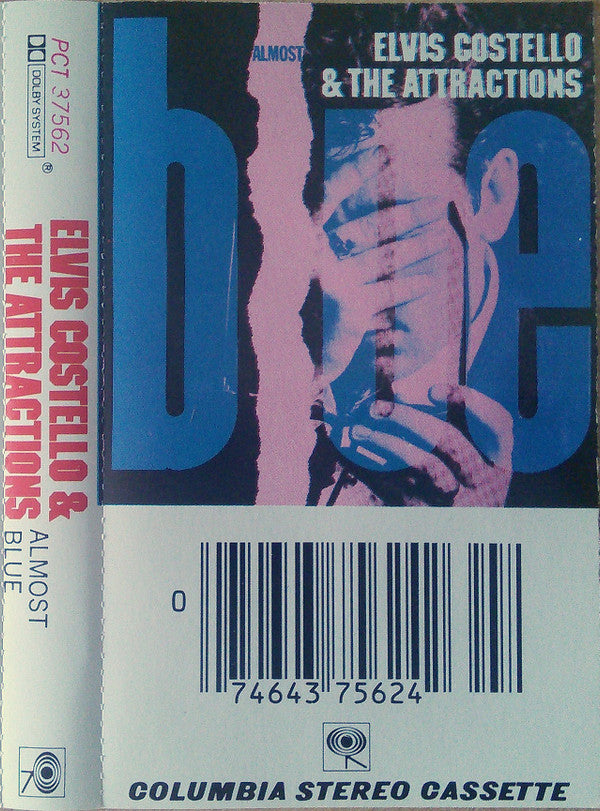 PCT 37562
DOLBY SYSTEM ®
ELVIS COSTELLO &
THE ATTRACTIONS
ALMOST
BLUE
ALMOST
ELVIS COSTELLO
& THE ATTRACTIONS
blue
0
74643 75624
COLUMBIA STEREO CASSETTE